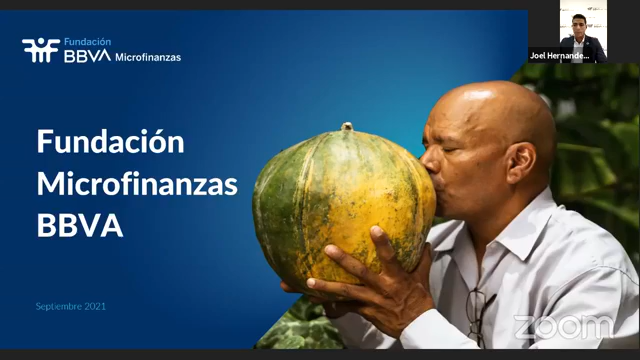 Fundación
BBVA Microfinanzas
Joel Hernande...
Fundación
Microfinanzas
BBVA
Septiembre 2021
zoom